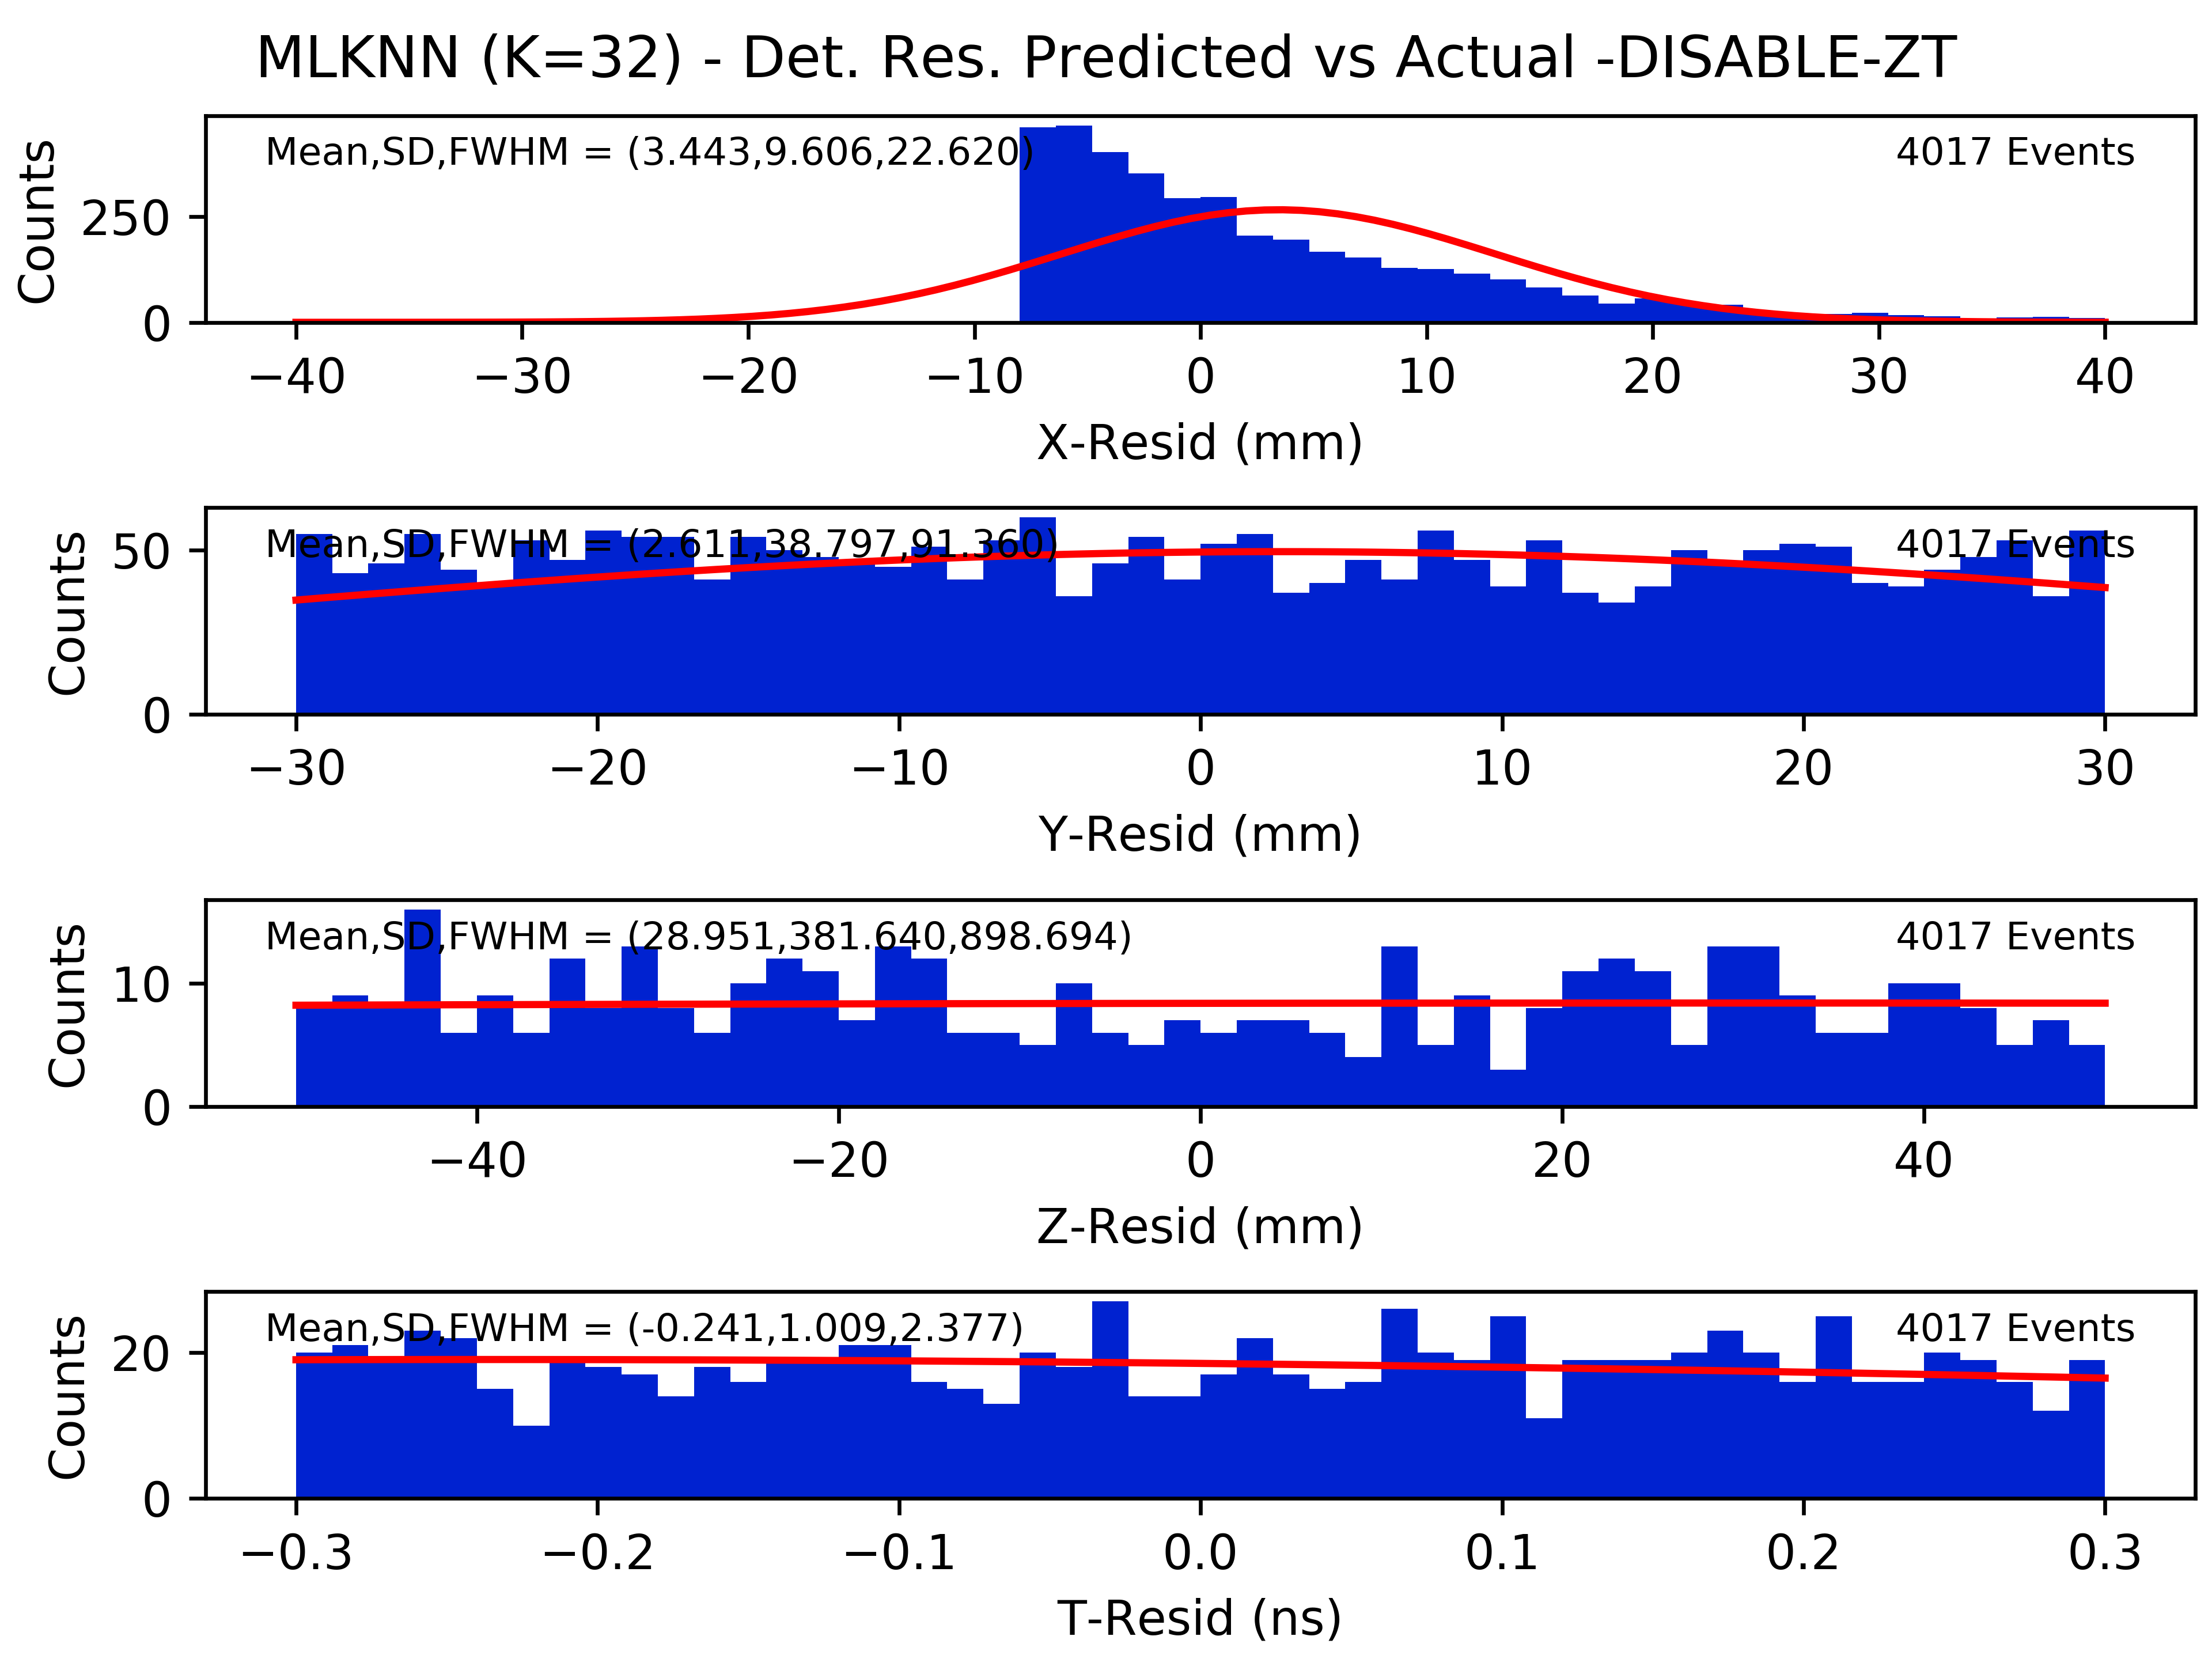 MLKNN (K=32) - Det. Res. Predicted vs Actual -DISABLE-ZT
Mean,SD,FWHM = (3.443,9.606,22.620)
4017 Events
Counts
250
0
−40 −30 −20 −10 0 10 20 30 40
X-Resid (mm)
Mean,SD,FWHM = (2.611,38.797,91.360)
4017 Events
Counts
50
0
−30 −20 −10 0 10 20 30
Y-Resid (mm)
Mean,SD,FWHM = (28.951,381.640,898.694)
4017 Events
Counts
10
0
−40 −20 0 20 40
Z-Resid (mm)
Mean,SD,FWHM = (-0.241,1.009,2.377)
4017 Events
Counts
20
0
−0.3 −0.2 −0.1 0.0 0.1 0.2 0.3
T-Resid (ns)